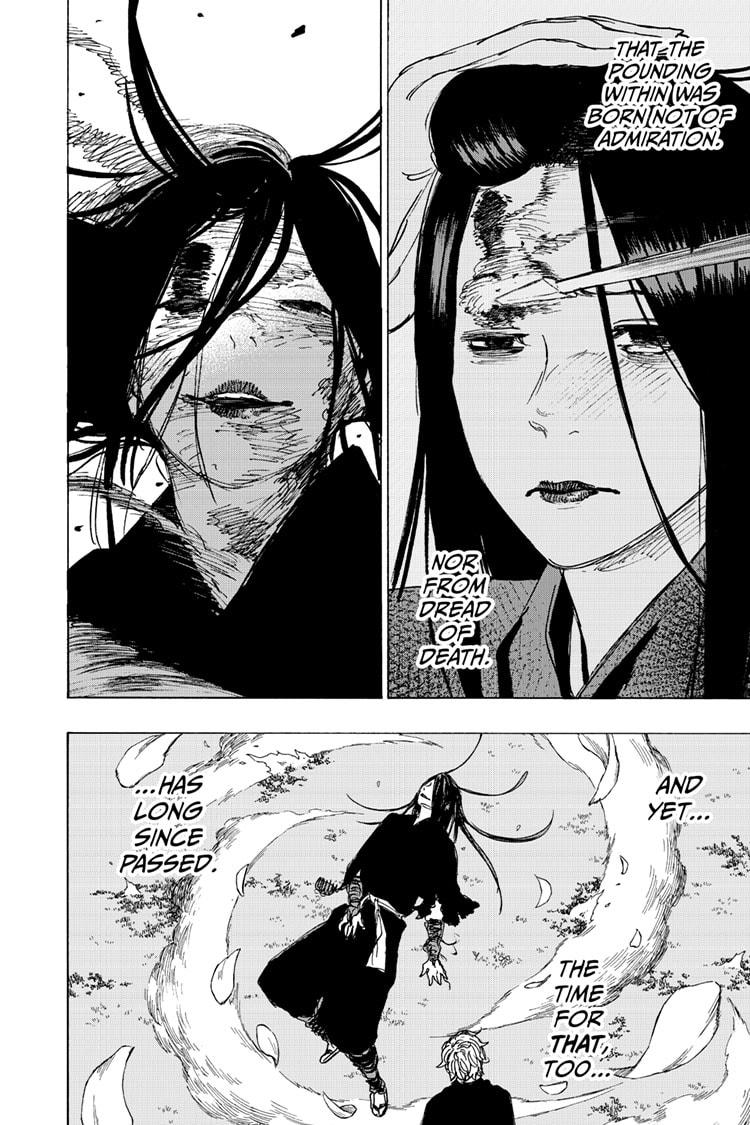 THAT THE
POUNDING
WITHIN WAS
BORN NOT OF
ADMIRATION.
NOR
FROM
DREAD
OF
DEATH.
AND
YET...
THE
TIME
FOR
THAT,
TOO...
...HAS
LONG
SINCE
PASSED.